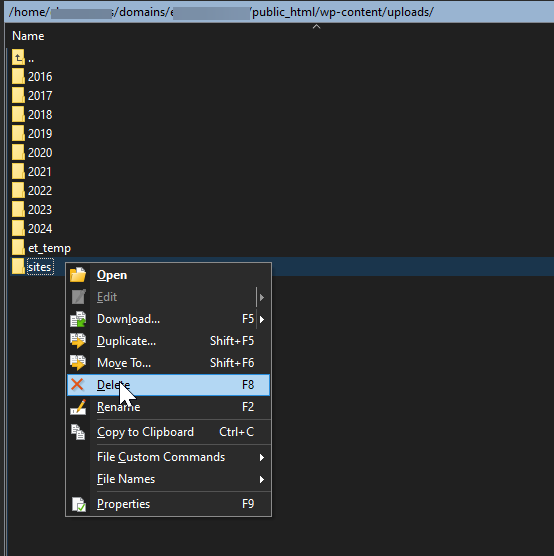 /home/ s/domains/e /public_html/wp-content/uploads/
Name
..
2016
2017
2018
2019
2020
2021
2022
2023
2024
et_temp
sites
Open
Edit
Download... F5
Duplicate... Shift+F5
Move To... Shift+F6
Delete F8
Rename F2
Copy to Clipboard Ctrl+C
File Custom Commands
File Names
Properties F9